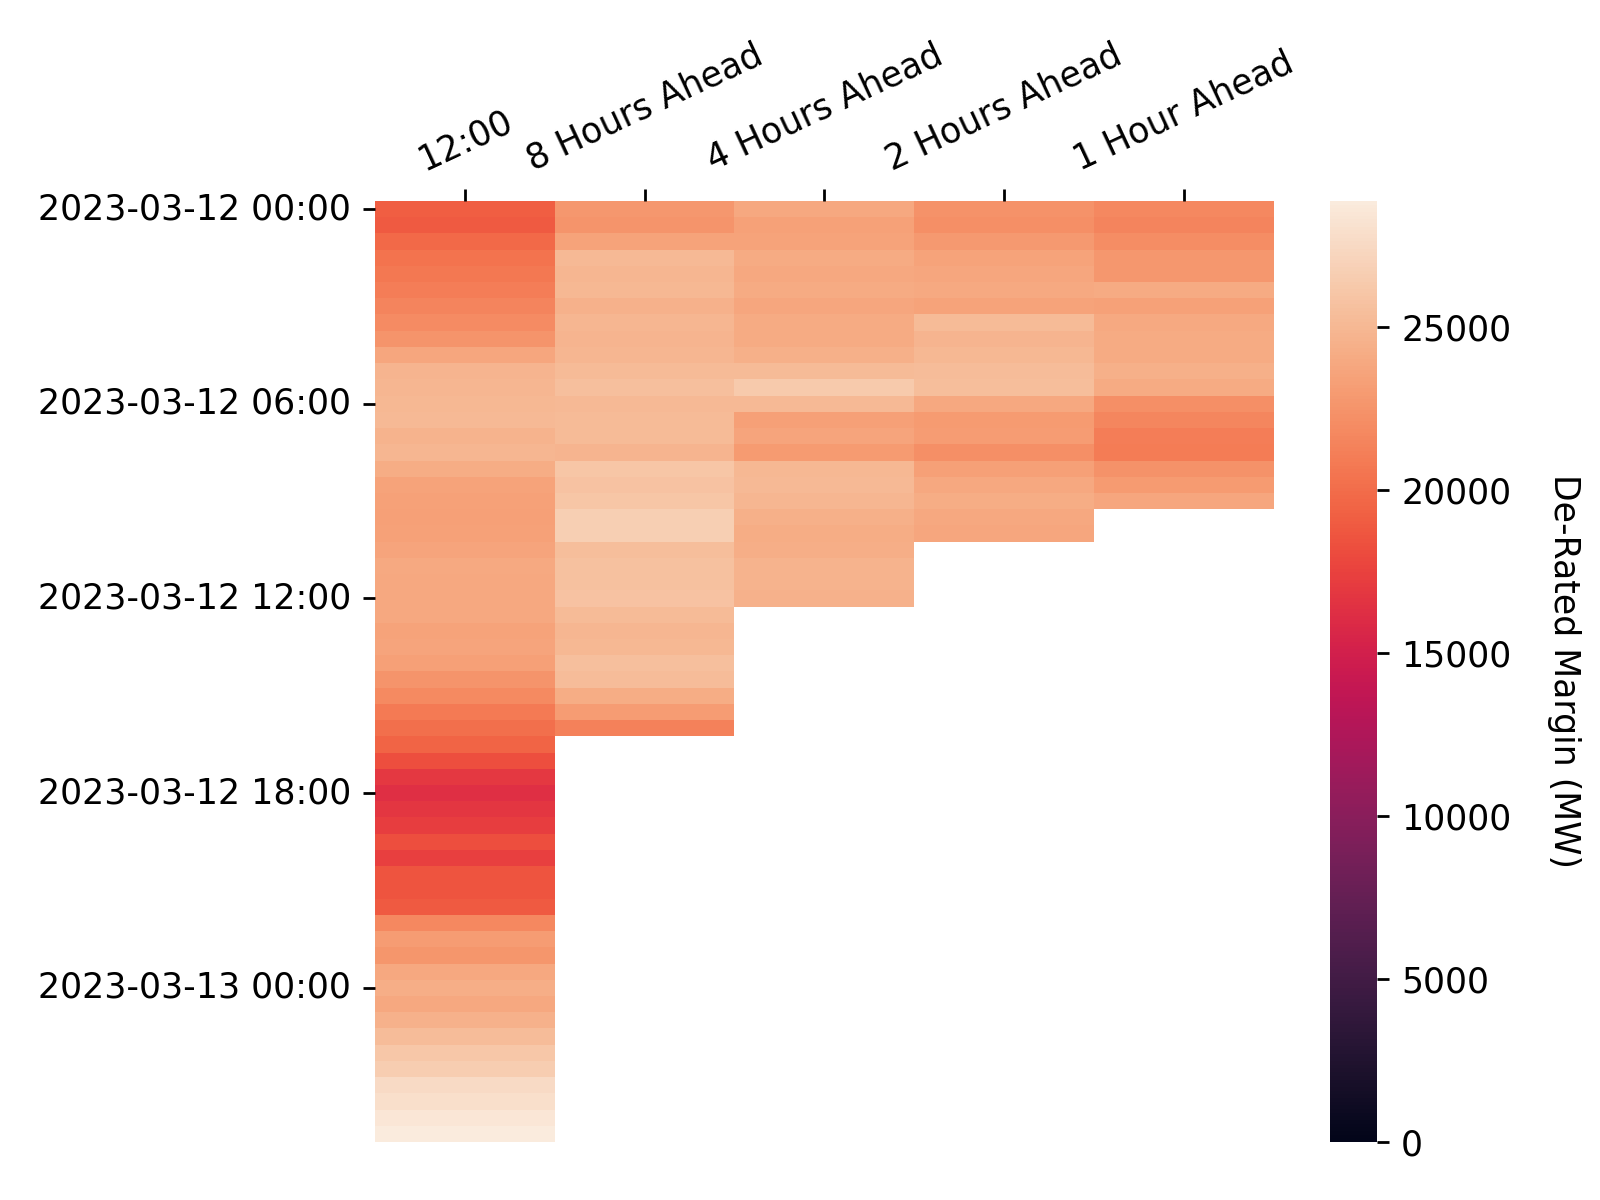 12:00
8 Hours Ahead
4 Hours Ahead
2 Hours Ahead
1 Hour Ahead
2023-03-12 00:00
2023-03-12 06:00
2023-03-12 12:00
2023-03-12 18:00
2023-03-13 00:00
25000
20000
15000
10000
5000
0
De-Rated Margin (MW)